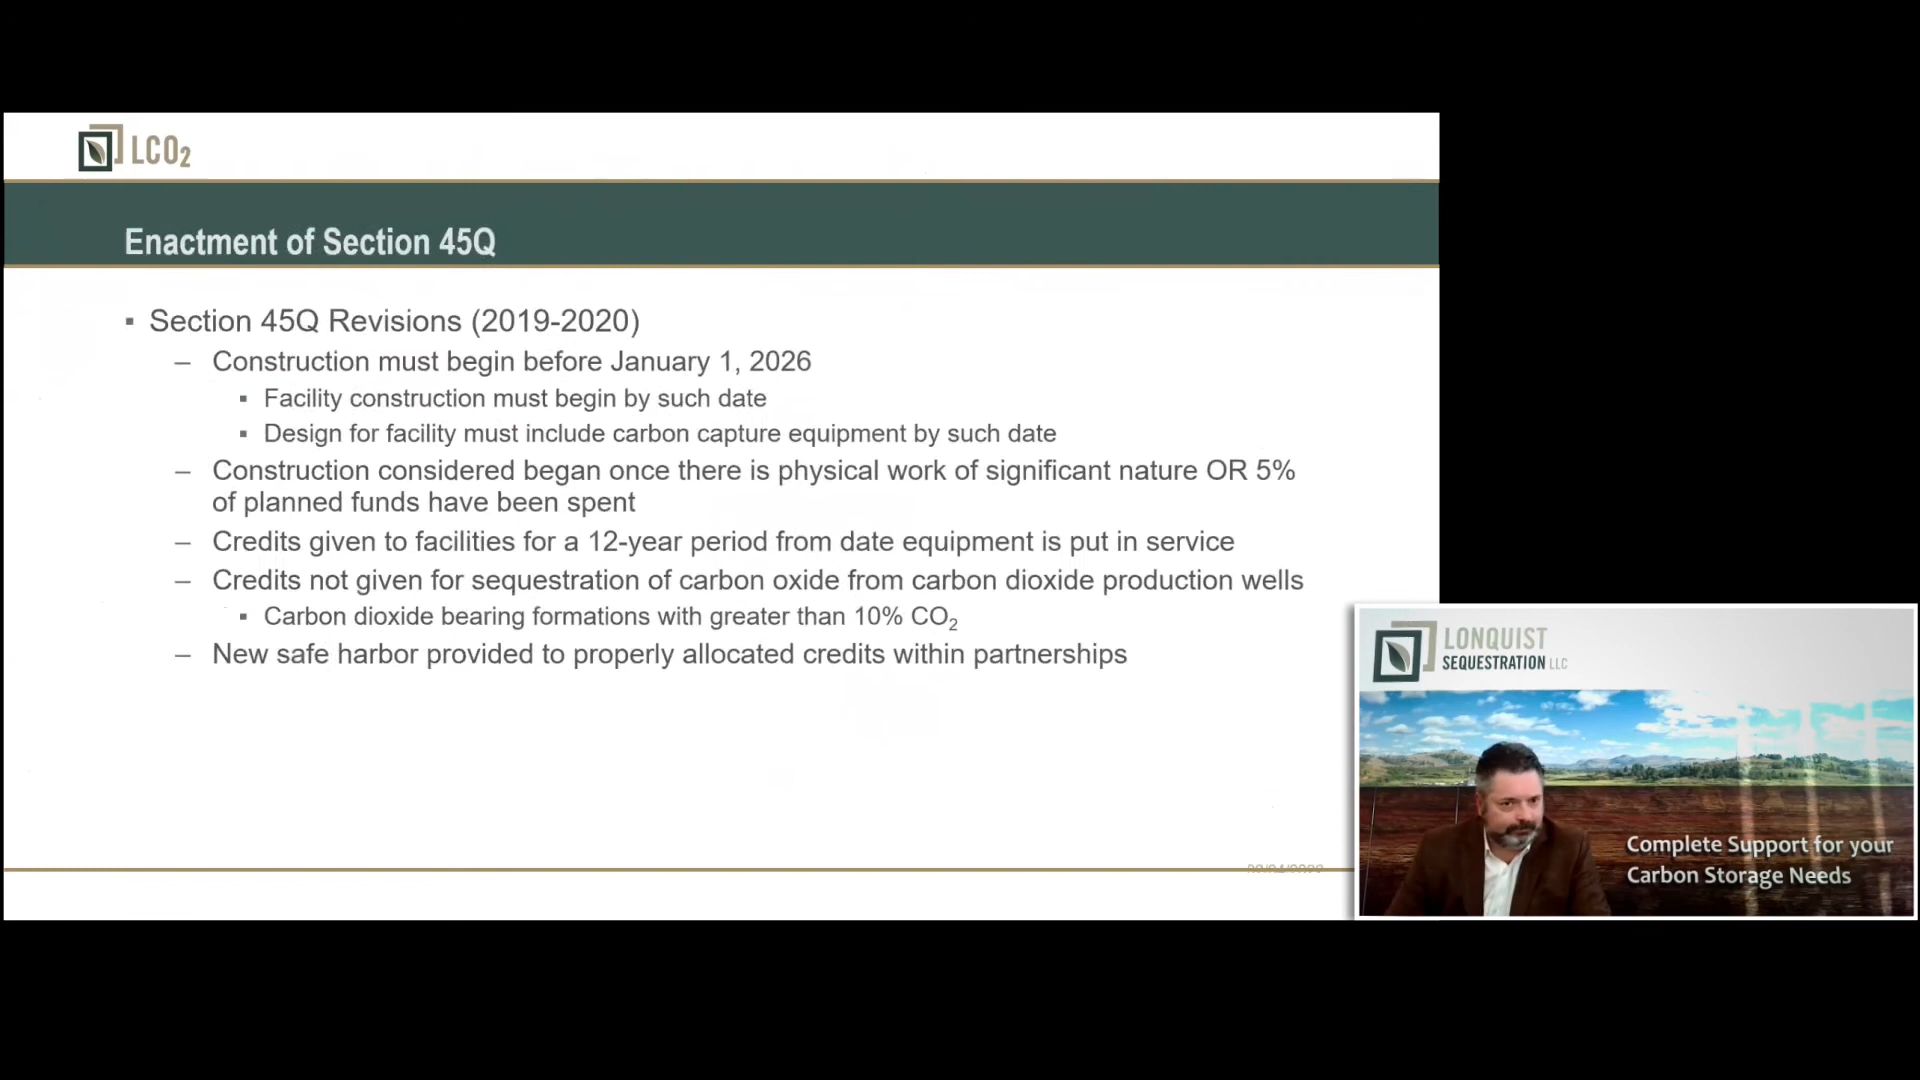 LCO2
Enactment of Section 45Q
▪ Section 45Q Revisions (2019-2020)
– Construction must begin before January 1, 2026
▪ Facility construction must begin by such date
▪ Design for facility must include carbon capture equipment by such date
– Construction considered began once there is physical work of significant nature OR 5%
of planned funds have been spent
– Credits given to facilities for a 12-year period from date equipment is put in service
– Credits not given for sequestration of carbon oxide from carbon dioxide production wells
▪ Carbon dioxide bearing formations with greater than 10% CO2
– New safe harbor provided to properly allocated credits within partnerships
LONQUIST
SEQUESTRATION LLC
Complete Support for your
Carbon Storage Needs